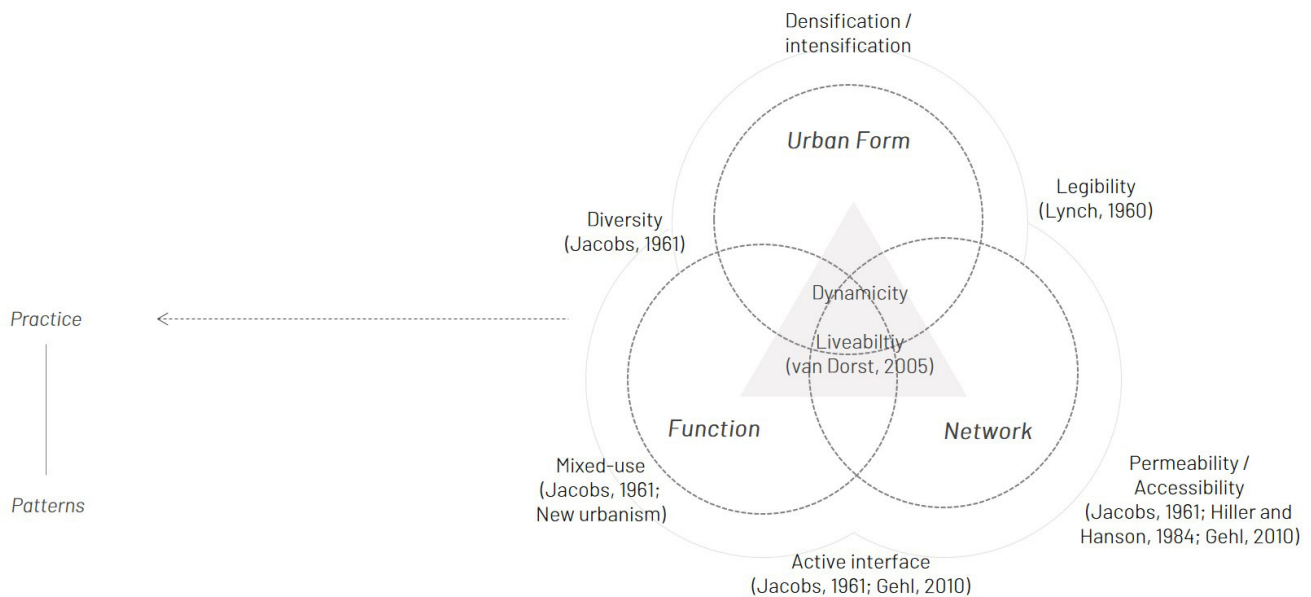 Densification /
intensification
Urban Form
Legibility
(Lynch, 1960)
Diversity
(Jacobs, 1961)
Dynamicity
Practice
Liveabiltiy
(van Dorst, 2005)
Function
Network
Mixed-use
(Jacobs, 1961;
New urbanism)
Permeability /
Accessibility
(Jacobs, 1961; Hiller and
Hanson, 1984; Gehl, 2010)
Patterns
Active interface
(Jacobs, 1961; Gehl, 2010)